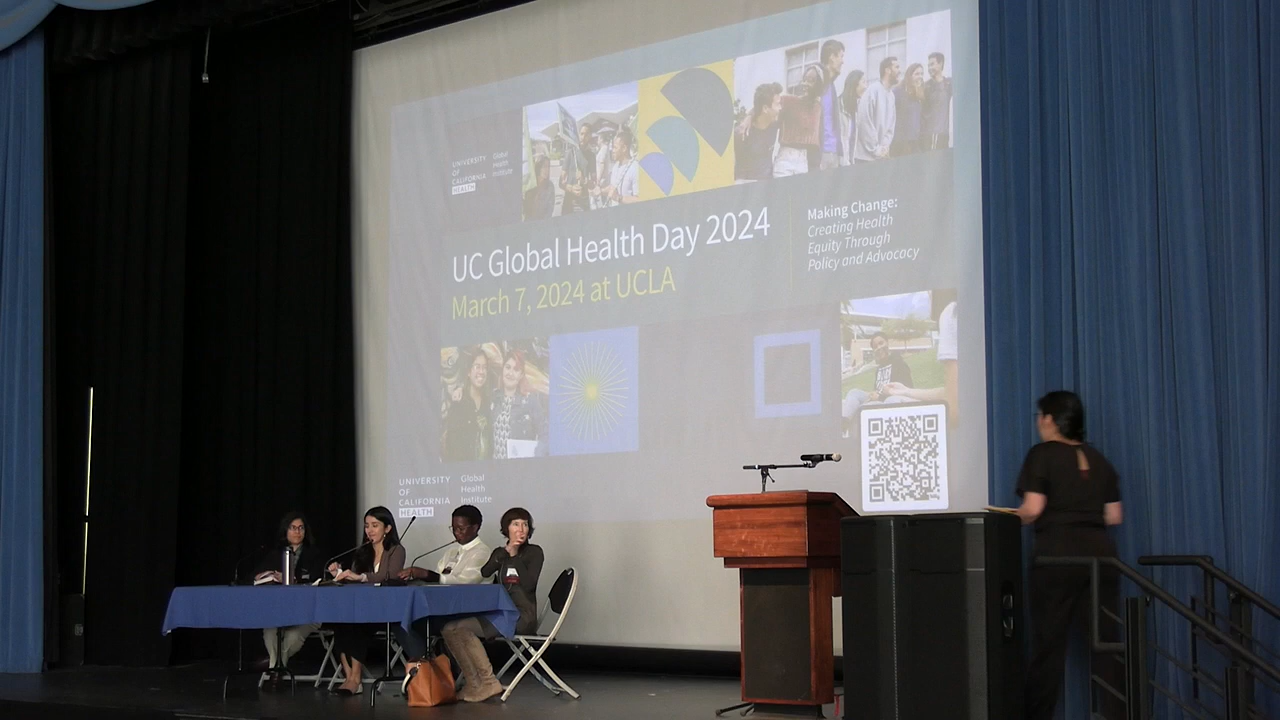 UNIVERSITY
OF
CALIFORNIA
HEALTH
Global
Health
Institute
UC Global Health Day 2024
March 7, 2024 at UCLA
Making Change:
Creating Health
Equity Through
Policy and Advocacy
UNIVERSITY
OF
CALIFORNIA
HEALTH
Global
Health
Institute